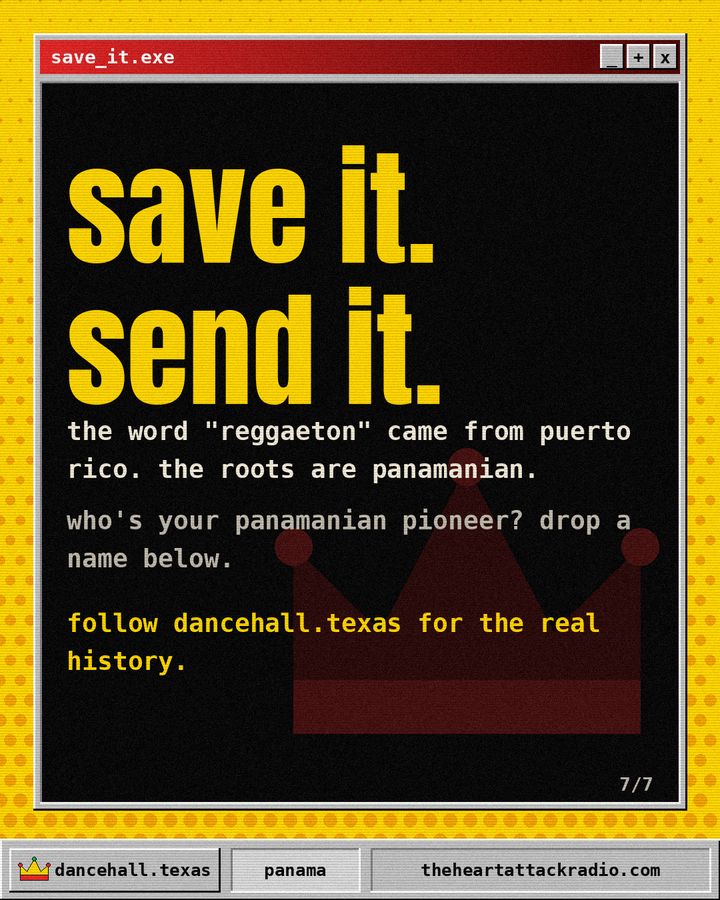 save_it.exe
_ + x
save it.
send it.
the word "reggaeton" came from puerto
rico. the roots are panamanian.
who's your panamanian pioneer? drop a
name below.
follow dancehall.texas for the real
history.
7/7
dancehall.texas
panama
theheartattackradio.com